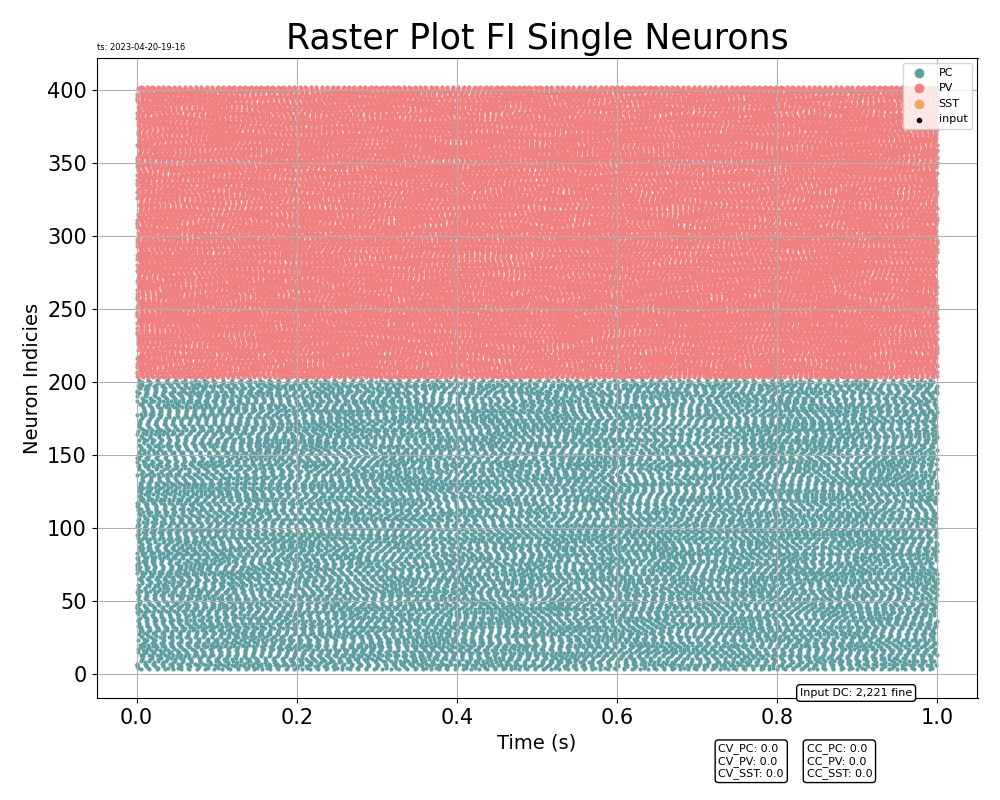 Raster Plot FI Single Neurons
ts: 2023-04-20-19-16
PC
PV
SST
input
400
350
300
250
200
150
100
50
0
Neuron Indicies
Input DC: 2,221 fine
0.0 0.2 0.4 0.6 0.8 1.0
Time (s)
CV_PC: 0.0
CV_PV: 0.0
CV_SST: 0.0
CC_PC: 0.0
CC_PV: 0.0
CC_SST: 0.0